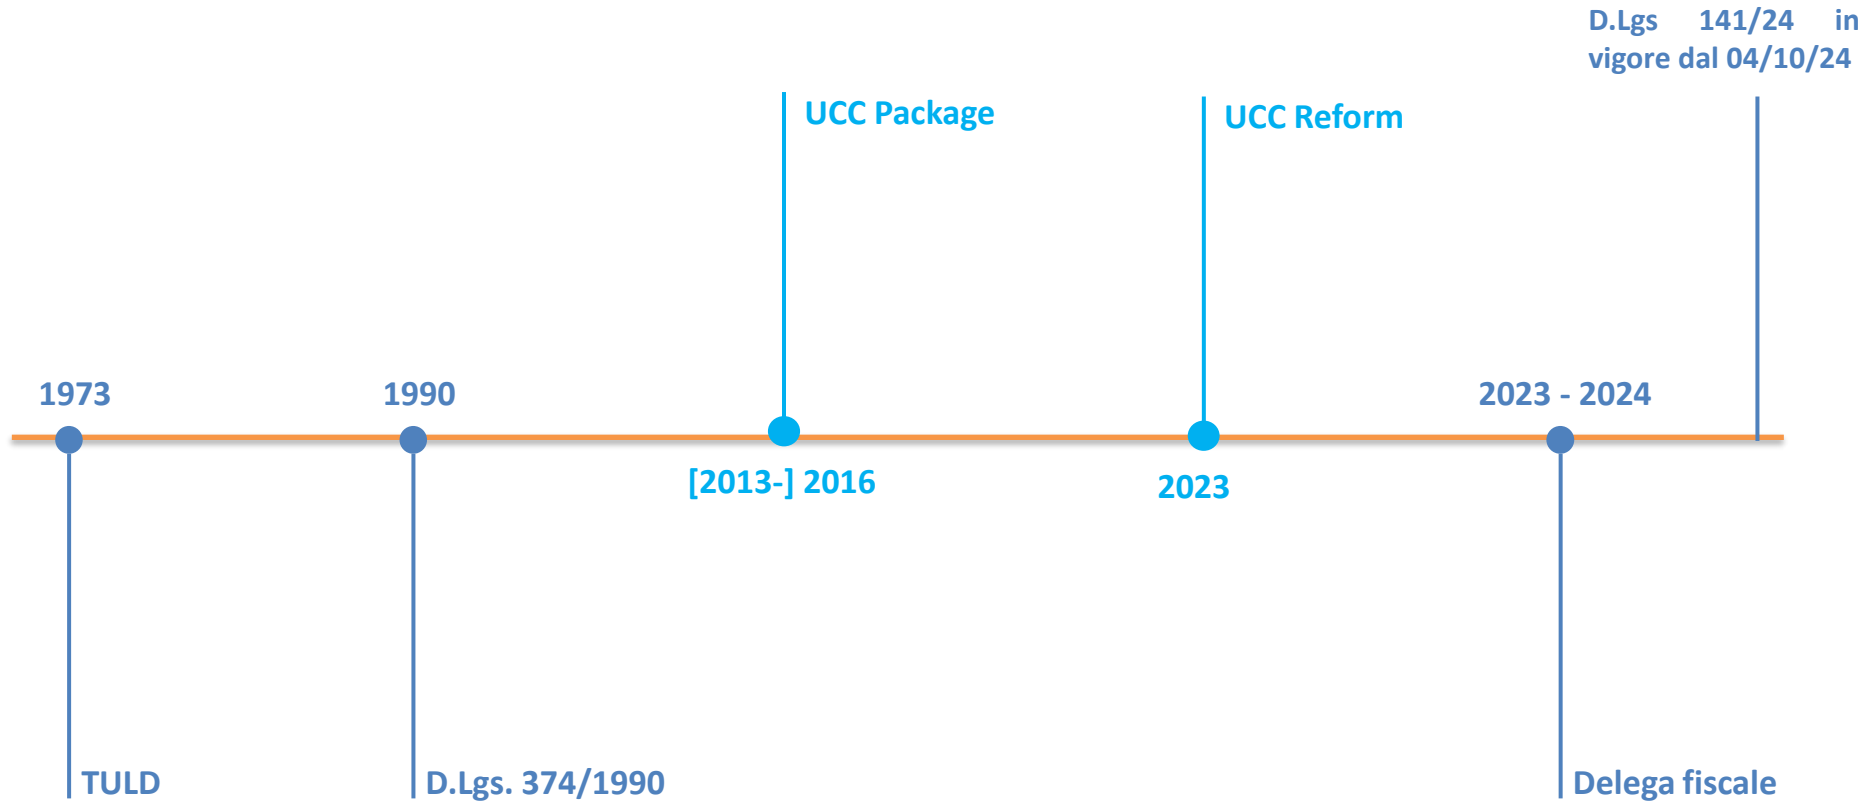 D.Lgs 141/24 in
vigore dal 04/10/24
UCC Package
UCC Reform
1973
1990
2023 - 2024
[2013-] 2016
2023
TULD
D.Lgs. 374/1990
Delega fiscale